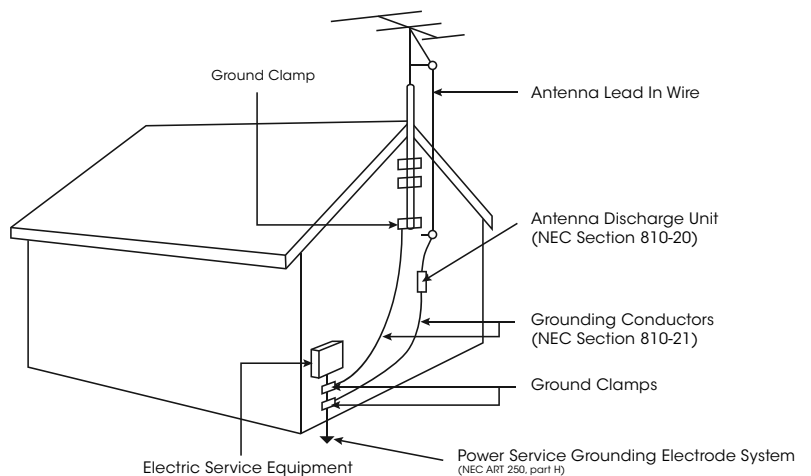 Ground Clamp
Antenna Lead In Wire
Antenna Discharge Unit
(NEC Section 810-20)
Grounding Conductors
(NEC Section 810-21)
Ground Clamps
Electric Service Equipment
Power Service Grounding Electrode System
(NEC ART 250, part H)